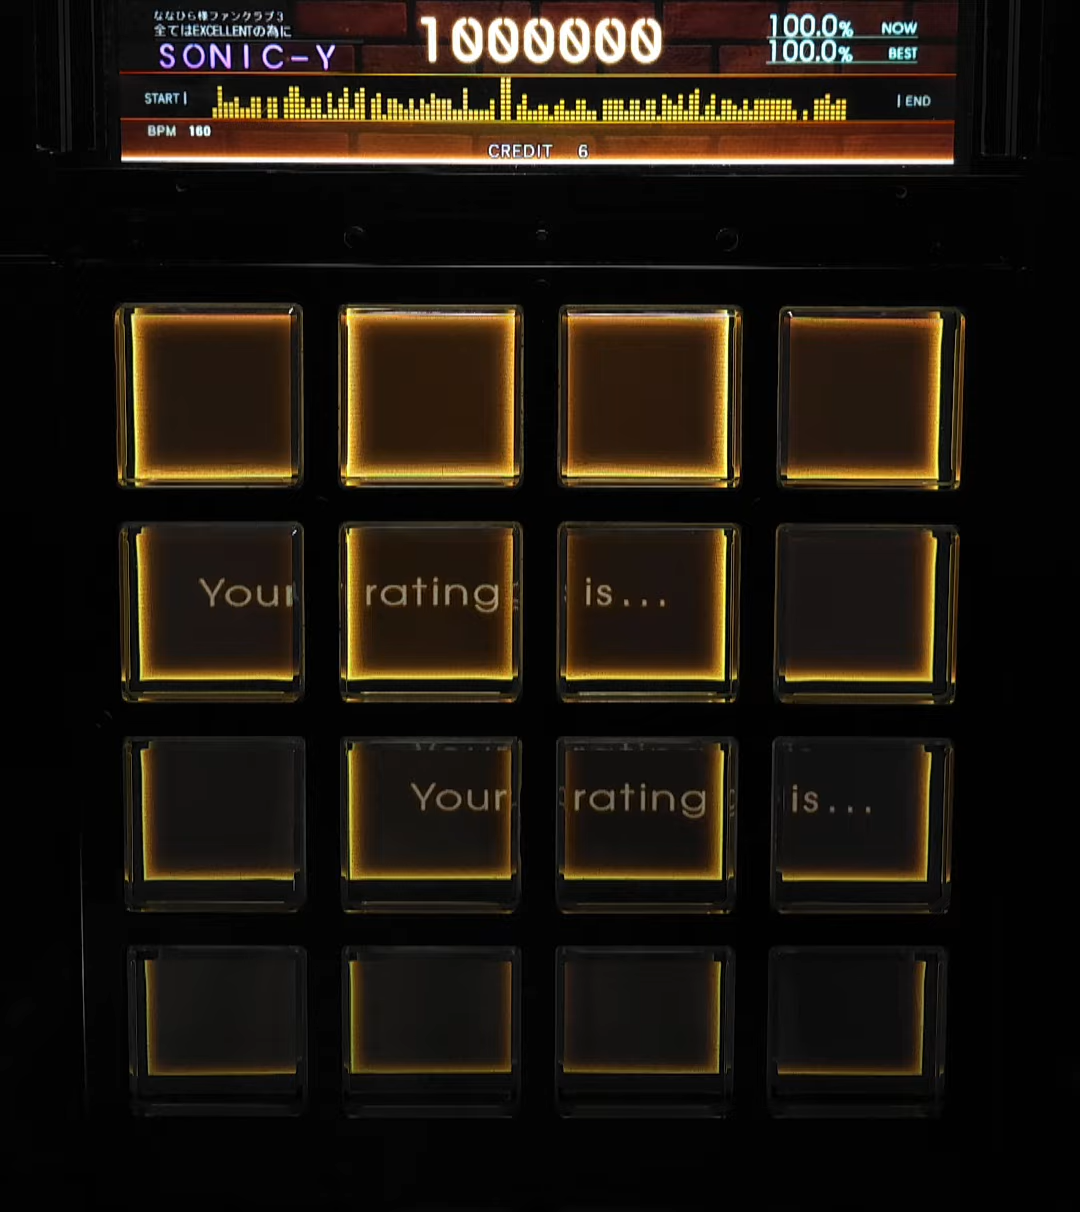 ななひら様ファンクラブ3
全てはEXCELLENTの為に
SONIC-Y
1000000
100.0% NOW
100.0% BEST
START |
| END
BPM 160
CREDIT 6
Your rating is...
Your rating is...